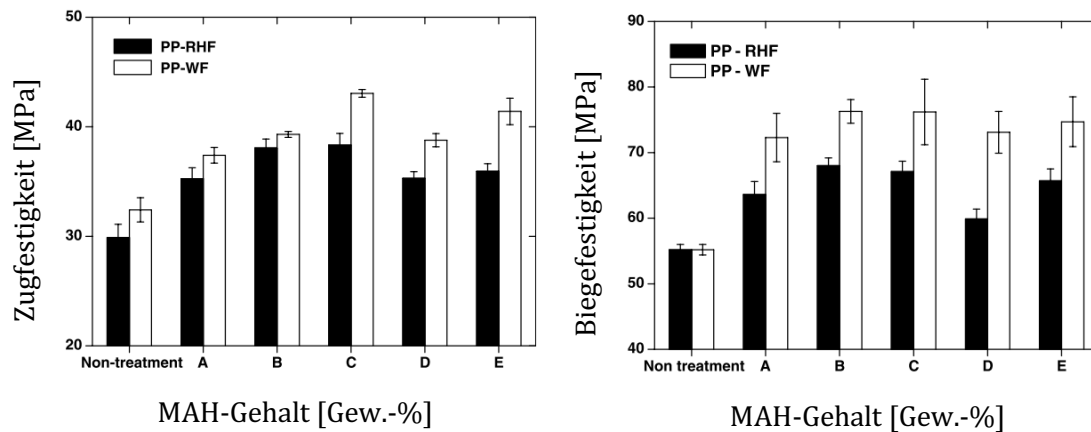 Zugfestigkeit [MPa]
50
40
30
20
PP-RHF
PP-WF
Non-treatment A B C D E
MAH-Gehalt [Gew.-%]
Biegefestigkeit [MPa]
90
80
70
60
50
40
PP - RHF
PP - WF
Non treatment A B C D E
MAH-Gehalt [Gew.-%]